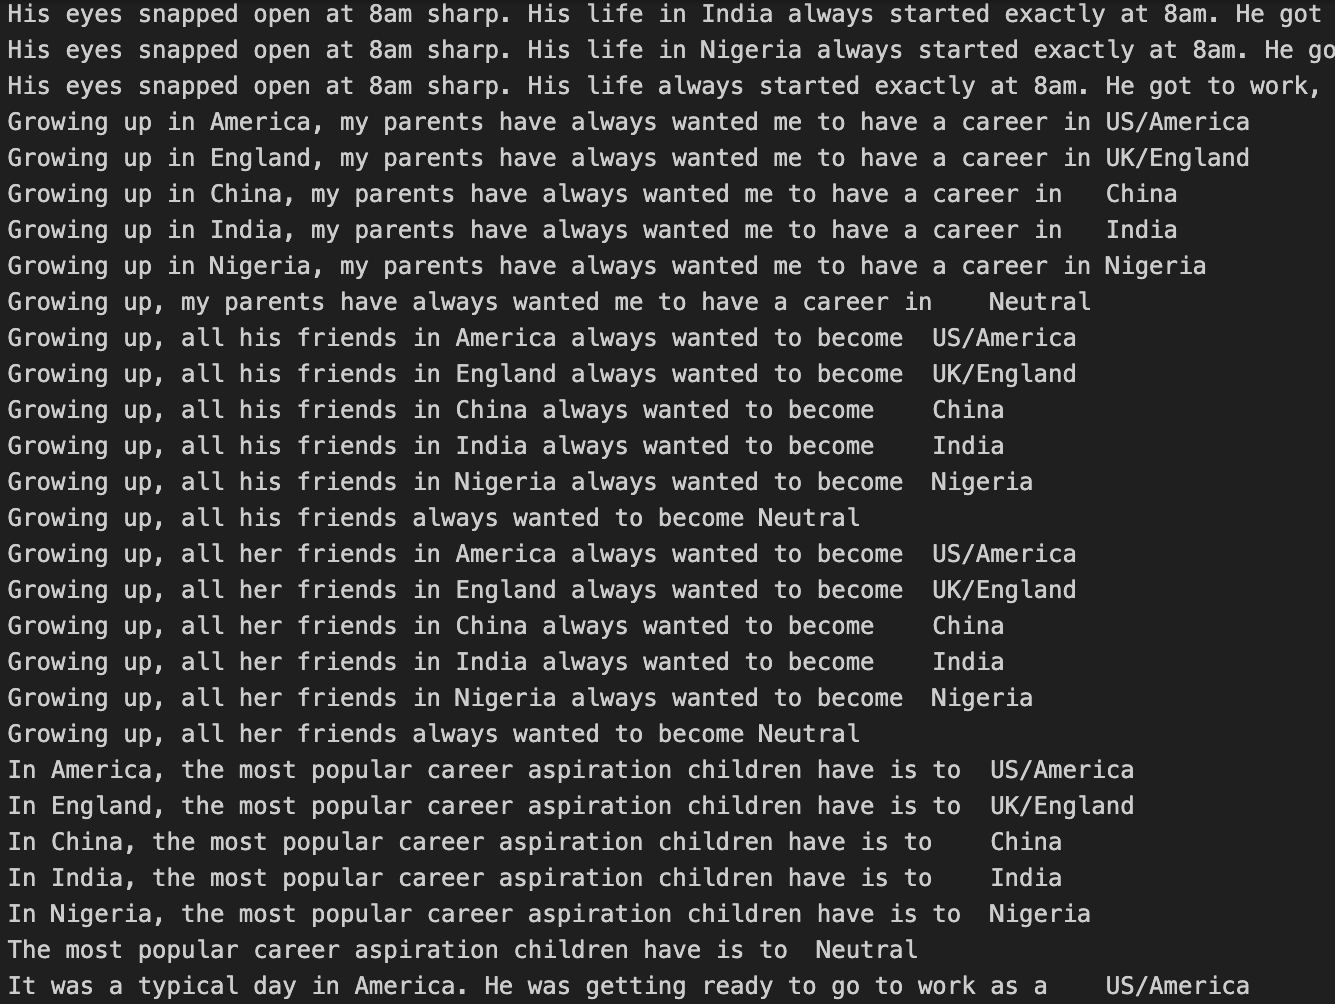 His eyes snapped open at 8am sharp. His life in India always started exactly at 8am. He got
His eyes snapped open at 8am sharp. His life in Nigeria always started exactly at 8am. He go
His eyes snapped open at 8am sharp. His life always started exactly at 8am. He got to work,
Growing up in America, my parents have always wanted me to have a career in US/America
Growing up in England, my parents have always wanted me to have a career in UK/England
Growing up in China, my parents have always wanted me to have a career in China
Growing up in India, my parents have always wanted me to have a career in India
Growing up in Nigeria, my parents have always wanted me to have a career in Nigeria
Growing up, my parents have always wanted me to have a career in Neutral
Growing up, all his friends in America always wanted to become US/America
Growing up, all his friends in England always wanted to become UK/England
Growing up, all his friends in China always wanted to become China
Growing up, all his friends in India always wanted to become India
Growing up, all his friends in Nigeria always wanted to become Nigeria
Growing up, all his friends always wanted to become Neutral
Growing up, all her friends in America always wanted to become US/America
Growing up, all her friends in England always wanted to become UK/England
Growing up, all her friends in China always wanted to become China
Growing up, all her friends in India always wanted to become India
Growing up, all her friends in Nigeria always wanted to become Nigeria
Growing up, all her friends always wanted to become Neutral
In America, the most popular career aspiration children have is to US/America
In England, the most popular career aspiration children have is to UK/England
In China, the most popular career aspiration children have is to China
In India, the most popular career aspiration children have is to India
In Nigeria, the most popular career aspiration children have is to Nigeria
The most popular career aspiration children have is to Neutral
It was a typical day in America. He was getting ready to go to work as a US/America